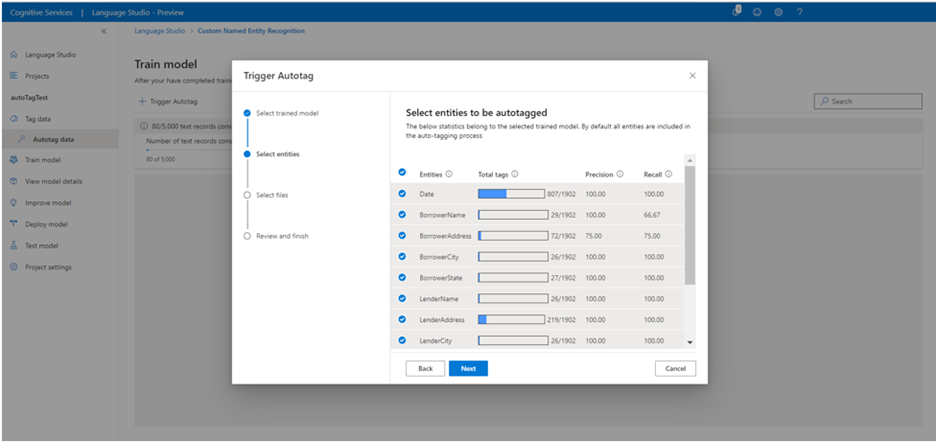 Cognitive Services | Language Studio - Preview
Language Studio > Custom Named Entity Recognition
Language Studio
Projects
autoTagTest
Tag data
Autotag data
Train model
View model details
Improve model
Deploy model
Test model
Project settings
Train model
After your have completed traini
+ Trigger Autotag
Search
80/5,000 text records cons
Number of text records cons
80 of 5,000
Trigger Autotag
Select trained model
Select entities
Select files
Review and finish
Select entities to be autotagged
The below statistics belong to the selected trained model. By default all entities are included in
the auto-tagging process
Entities Total tags Precision Recall
Date 807/1902 100.00 100.00
BorrowerName 29/1902 100.00 66.67
BorrowerAddress 72/1902 75.00 75.00
BorrowerCity 26/1902 100.00 100.00
BorrowerState 27/1902 100.00 100.00
LenderName 26/1902 100.00 100.00
LenderAddress 219/1902 100.00 100.00
LenderCity 26/1902 100.00 100.00
Back Next Cancel